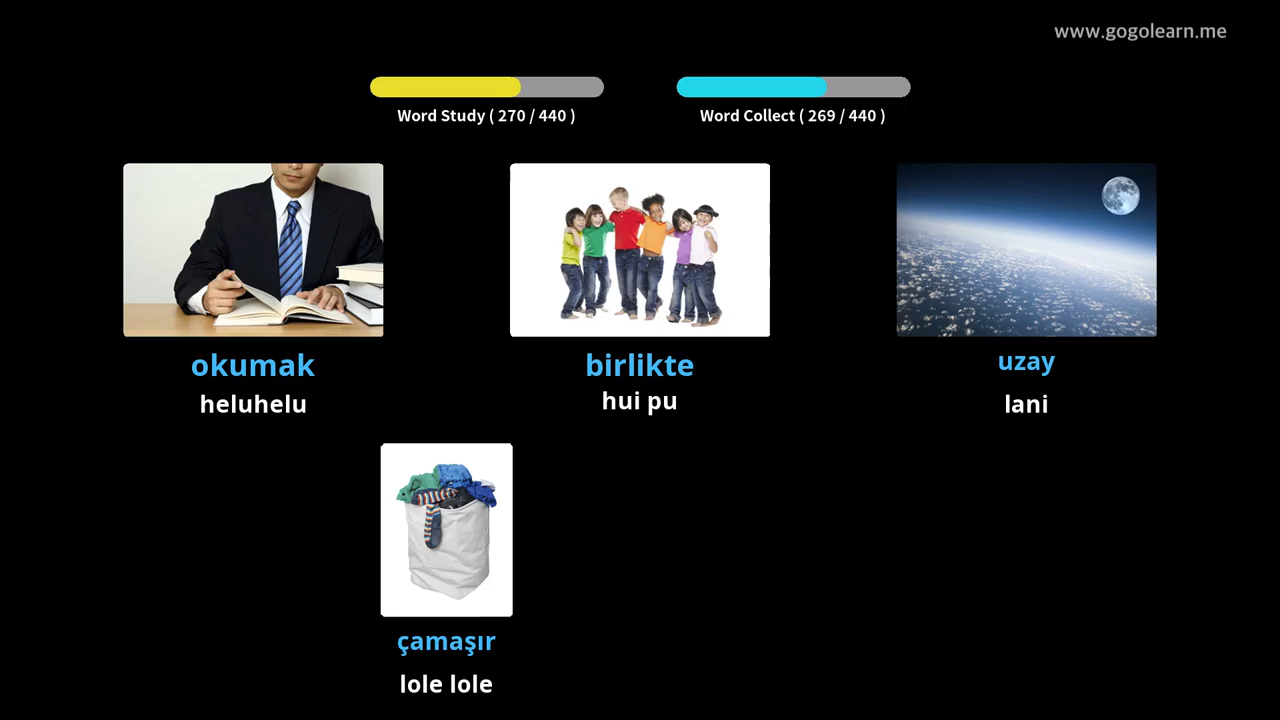 www.gogolearn.me
Word Study ( 270 / 440 )
Word Collect ( 269 / 440 )
okumak
heluhelu
birlikte
hui pu
uzay
lani
çamaşır
lole lole